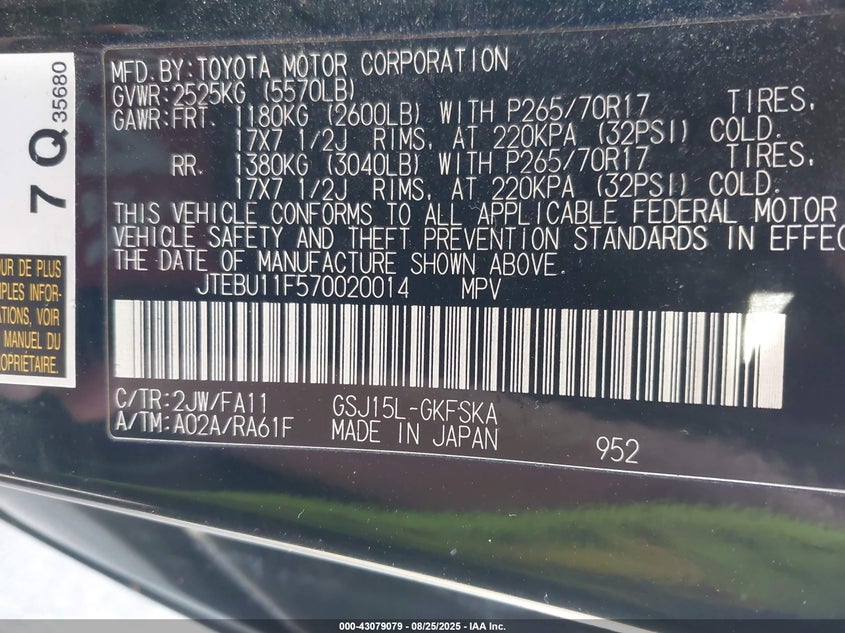 MFD.BY:TOYOTA MOTOR CORPORATION
GVWR:2525KG (5570LB)
GAWR:FRT. 1180KG (2600LB) WITH P265/70R17 TIRES,
17X7 1/2J RIMS, AT 220KPA (32PSI) COLD.
RR. 1380KG (3040LB) WITH P265/70R17 TIRES,
17X7 1/2J RIMS, AT 220KPA (32PSI) COLD.
THIS VEHICLE CONFORMS TO ALL APPLICABLE FEDERAL MOTOR
VEHICLE SAFETY AND THEFT PREVENTION STANDARDS IN EFFEC
THE DATE OF MANUFACTURE SHOWN ABOVE.
JTEBU11F570020014 MPV
C/TR:2JW/FA11 GSJ15L-GKFSKA
A/TM:A02A/RA61F MADE IN JAPAN 952
7 Q 35680
UR DE PLUS
PLES INFOR-
ATIONS, VOIR
MANUEL DU
OPRIÉTAIRE.
000-43079079 - 08/25/2025 - IAA Inc.